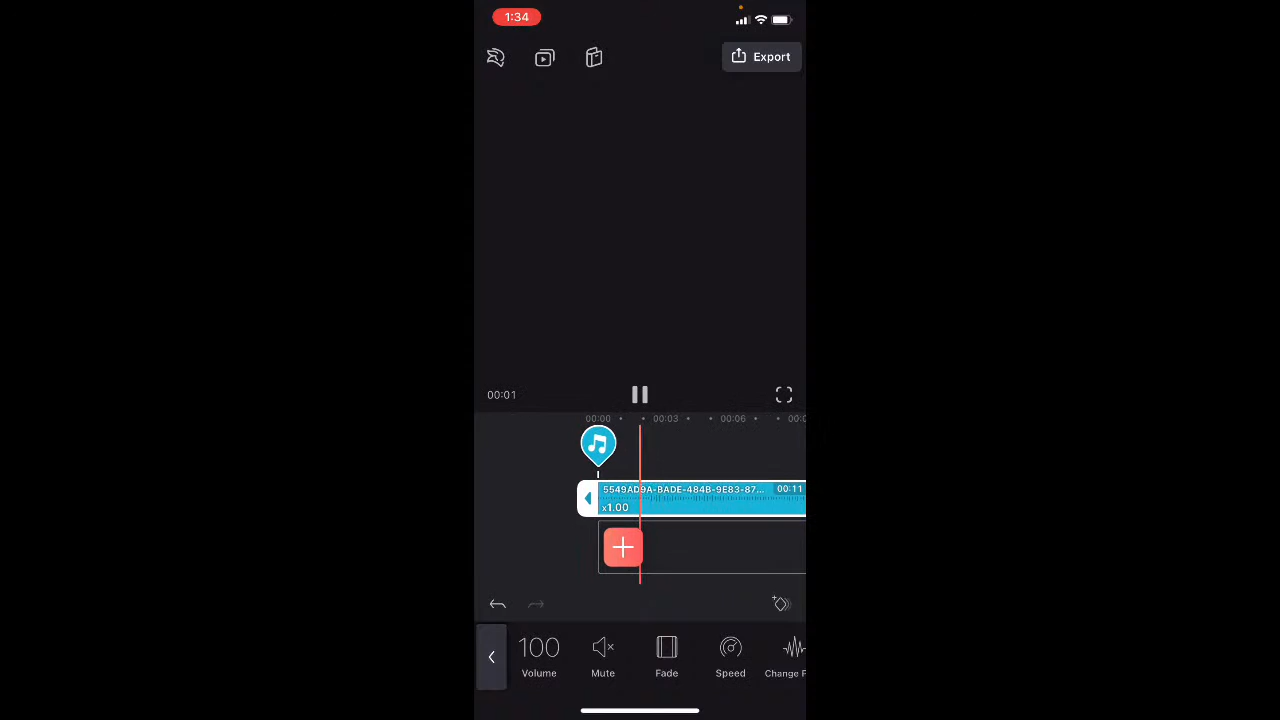 1:34
Export
00:01
00:00 00:03 00:06
5549AD9A-BADE-484B-9E83-87... 00:11
x1.00
100
Volume Mute Fade Speed Change F